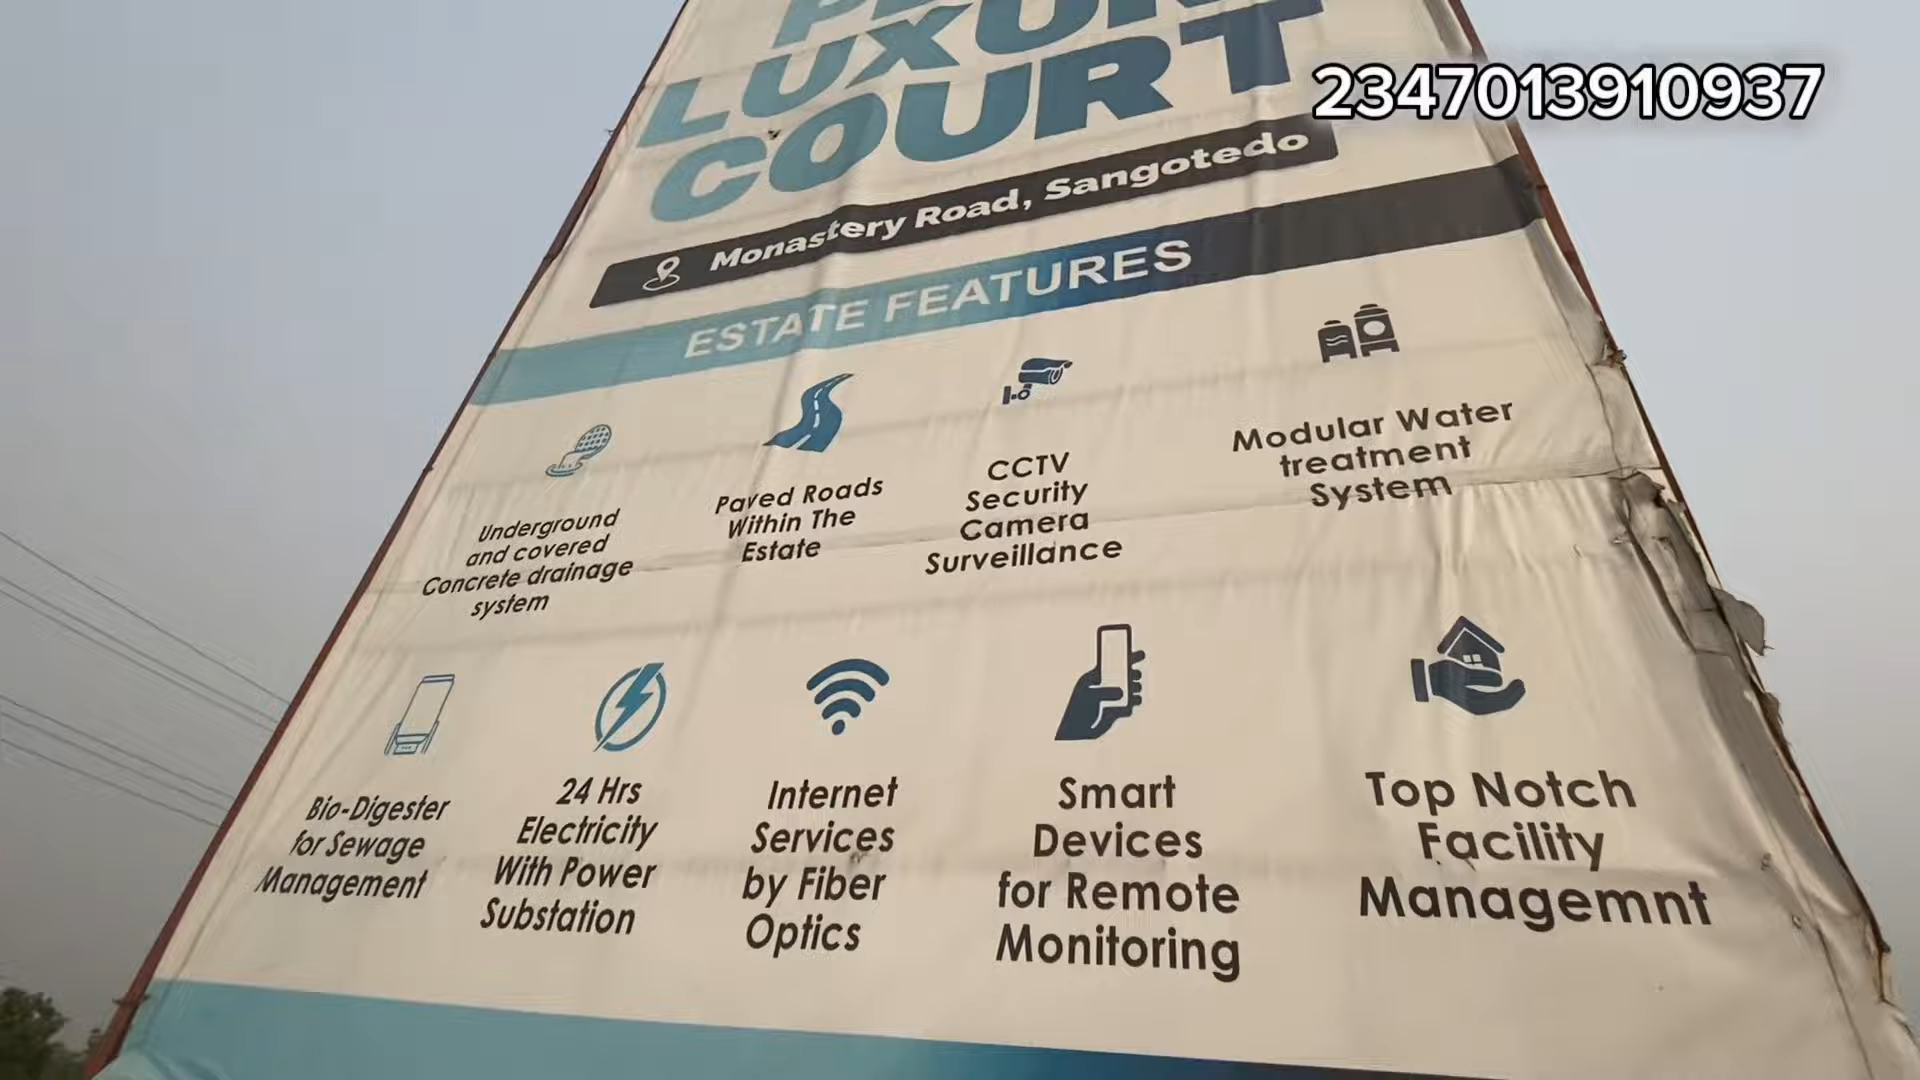 LUXURY
COURT
2347013910937
Monastery Road, Sangotedo
ESTATE FEATURES
Underground
and covered
Concrete drainage
system
Paved Roads
Within The
Estate
CCTV
Security
Camera
Surveillance
Modular Water
treatment
System
Bio-Digester
for Sewage
Management
24 Hrs
Electricity
With Power
Substation
Internet
Services
by Fiber
Optics
Smart
Devices
for Remote
Monitoring
Top Notch
Facility
Managemnt